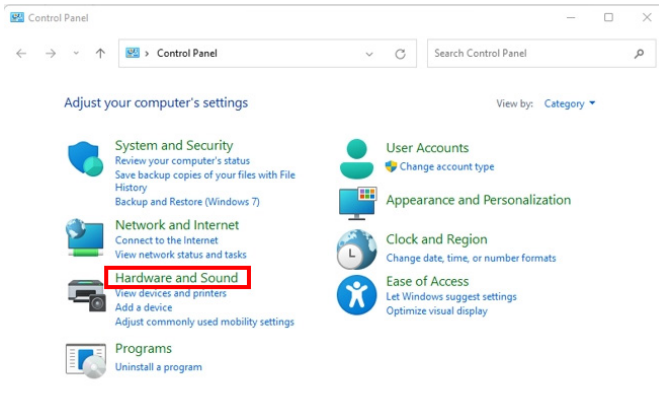 Control Panel
Control Panel
Search Control Panel
Adjust your computer's settings
View by: Category
System and Security
Review your computer's status
Save backup copies of your files with File
History
Backup and Restore (Windows 7)
Network and Internet
Connect to the Internet
View network status and tasks
Hardware and Sound
View devices and printers
Add a device
Adjust commonly used mobility settings
Programs
Uninstall a program
User Accounts
Change account type
Appearance and Personalization
Clock and Region
Change date, time, or number formats
Ease of Access
Let Windows suggest settings
Optimize visual display